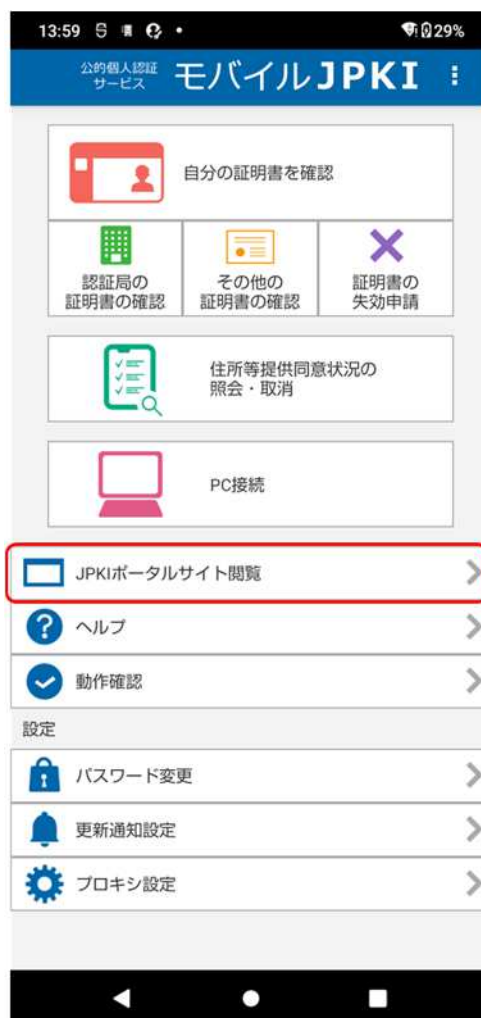 13:59
29%
公的個人認証
サービス
モバイルJPKI
自分の証明書を確認
認証局の
証明書の確認
その他の
証明書の確認
証明書の
失効申請
住所等提供同意状況の
照会・取消
PC接続
JPKIポータルサイト閲覧
ヘルプ
動作確認
設定
パスワード変更
更新通知設定
プロキシ設定